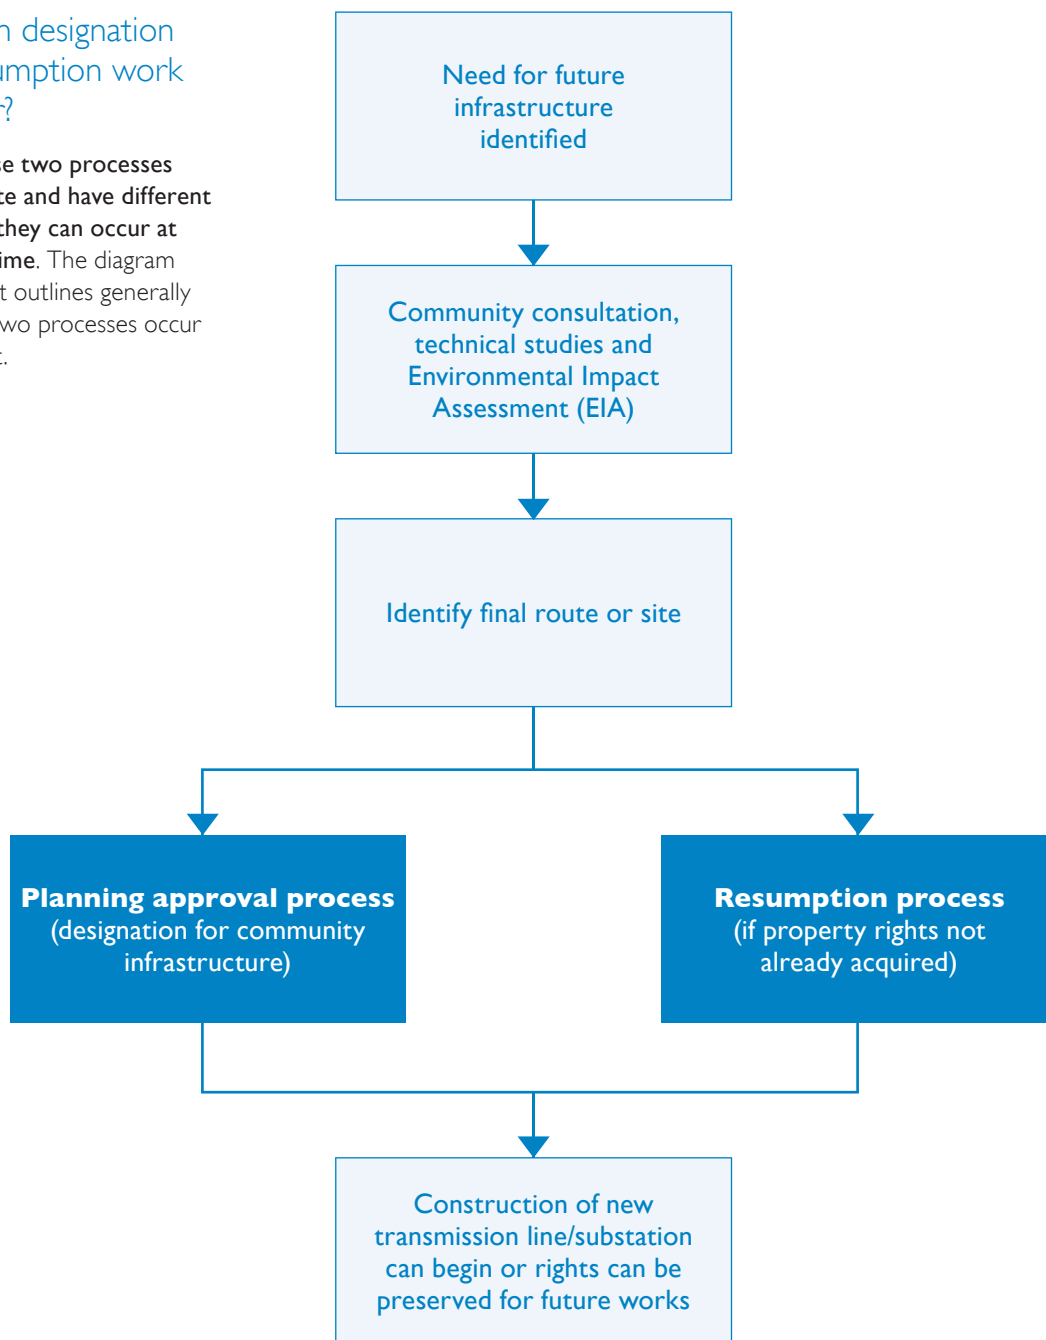 designation
umption work
?
se two processes
te and have different
they can occur at
ime. The diagram
t outlines generally
two processes occur
Need for future
infrastructure
identified
Community consultation,
technical studies and
Environmental Impact
Assessment (EIA)
Identify final route or site
Planning approval process
(designation for community
infrastructure)
Resumption process
(if property rights not
already acquired)
Construction of new
transmission line/substation
can begin or rights can be
preserved for future works